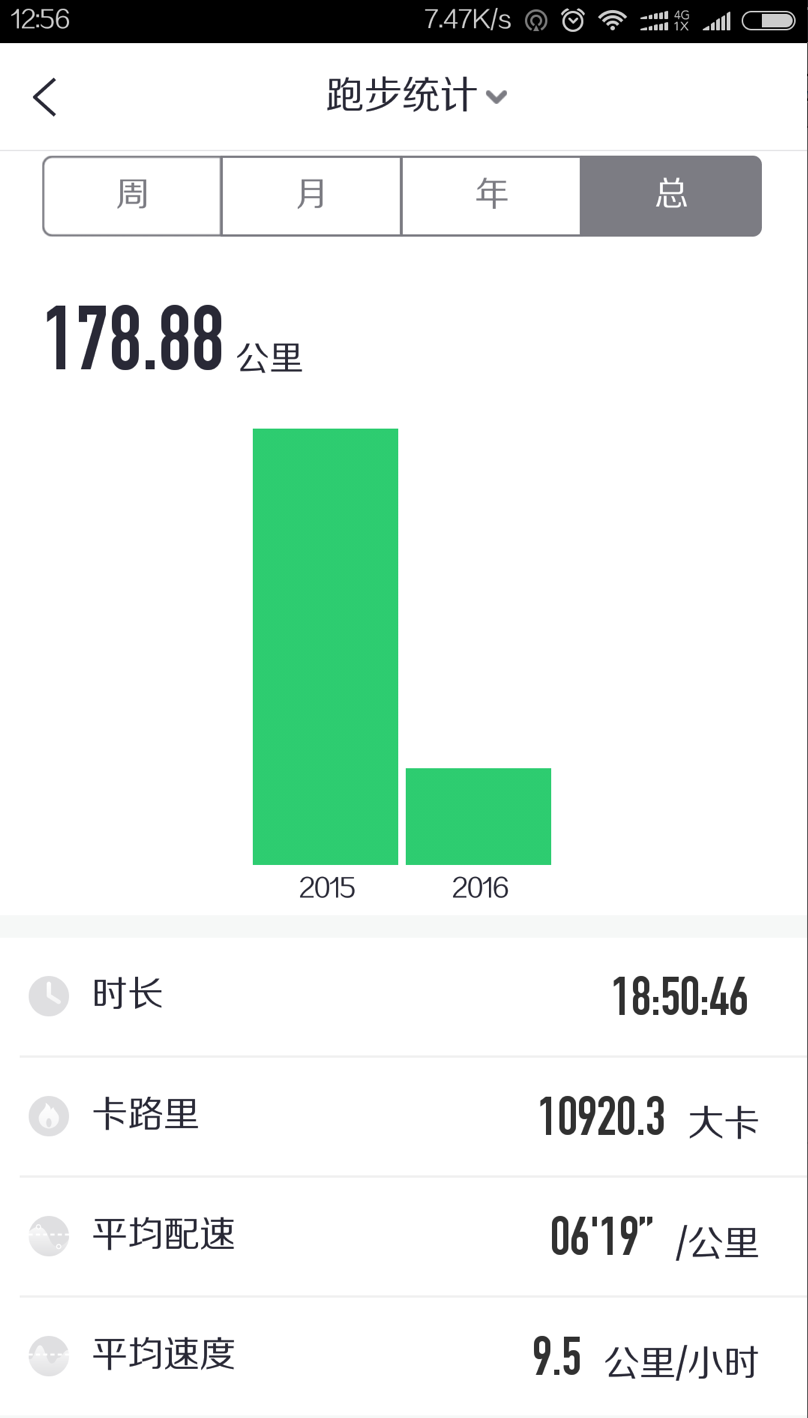 12:56 7.47K/s 4G 1X
跑步统计
周 月 年 总
178.88 公里
2015 2016
时长 18:50:46
卡路里 10920.3 大卡
平均配速 06'19” /公里
平均速度 9.5 公里/小时